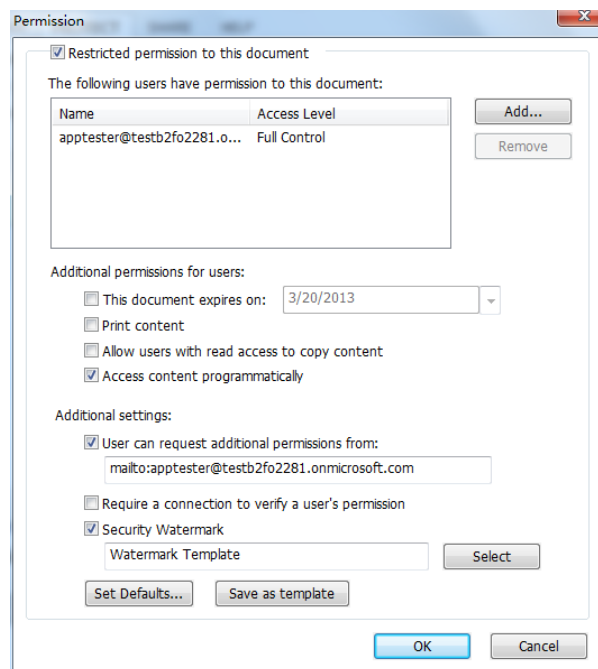 Permission
SHARE HELP
Restricted permission to this document
The following users have permission to this document:
Name Access Level
Add...
apptester@testb2fo2281.o... Full Control
Remove
Additional permissions for users:
This document expires on: 3/20/2013
Print content
Allow users with read access to copy content
Access content programmatically
Additional settings:
User can request additional permissions from:
mailto:apptester@testb2fo2281.onmicrosoft.com
Require a connection to verify a user's permission
Security Watermark
Watermark Template
Select
Set Defaults... Save as template
OK Cancel